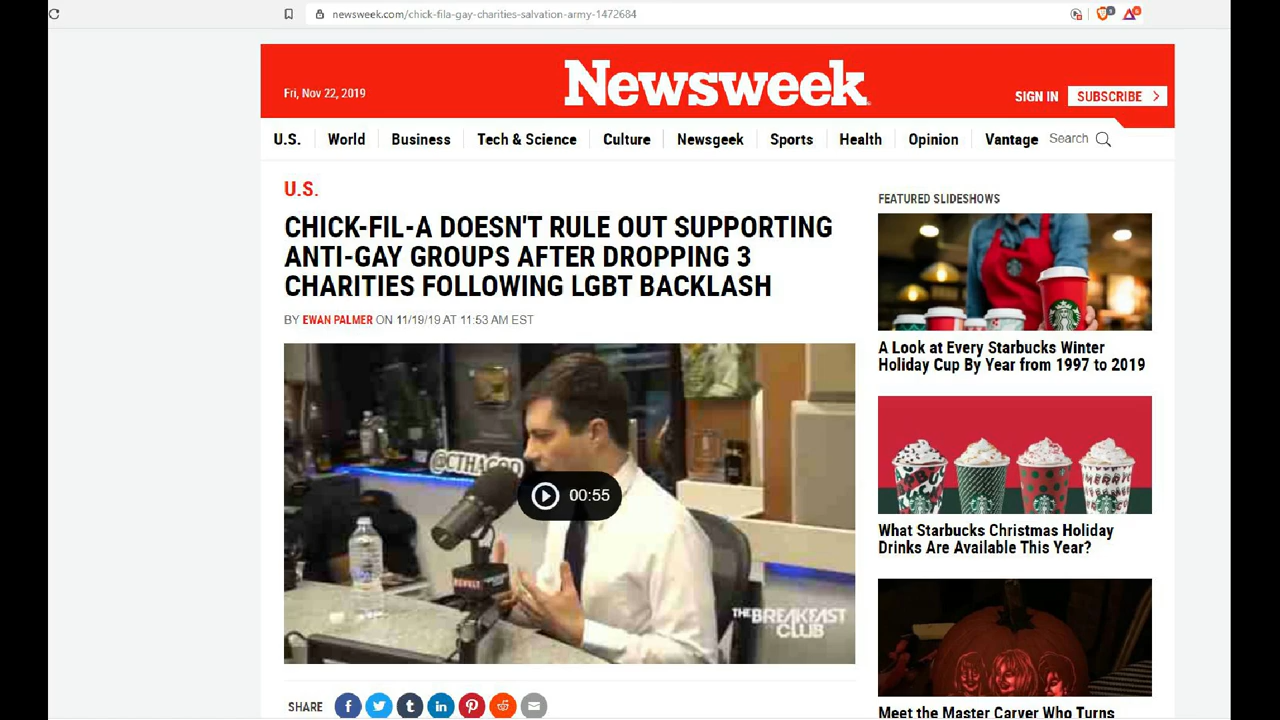 newsweek.com/chick-fila-gay-charities-salvation-army-1472684
Fri, Nov 22, 2019
Newsweek
SIGN IN
SUBSCRIBE
U.S.
World
Business
Tech & Science
Culture
Newsgeek
Sports
Health
Opinion
Vantage
Search
U.S.
CHICK-FIL-A DOESN'T RULE OUT SUPPORTING
ANTI-GAY GROUPS AFTER DROPPING 3
CHARITIES FOLLOWING LGBT BACKLASH
BY EWAN PALMER ON 11/19/19 AT 11:53 AM EST
@CTHAGOD
00:55
REVOLT
THE BREAKFAST
CLUB
SHARE
FEATURED SLIDESHOWS
A Look at Every Starbucks Winter
Holiday Cup By Year from 1997 to 2019
What Starbucks Christmas Holiday
Drinks Are Available This Year?
Meet the Master Carver Who Turns